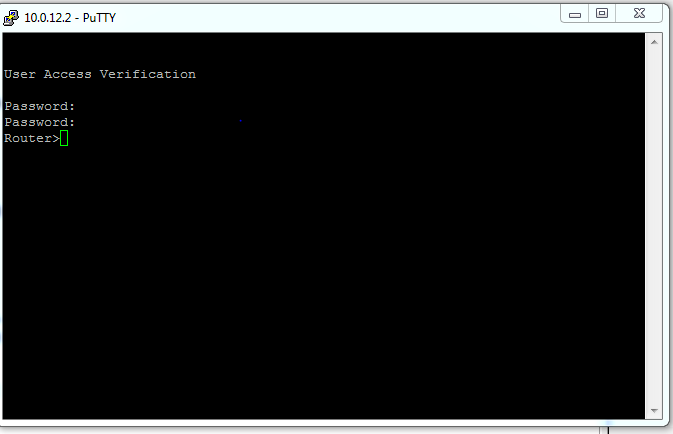 10.0.12.2 - PuTTY
User Access Verification
Password:
Password:
Router>